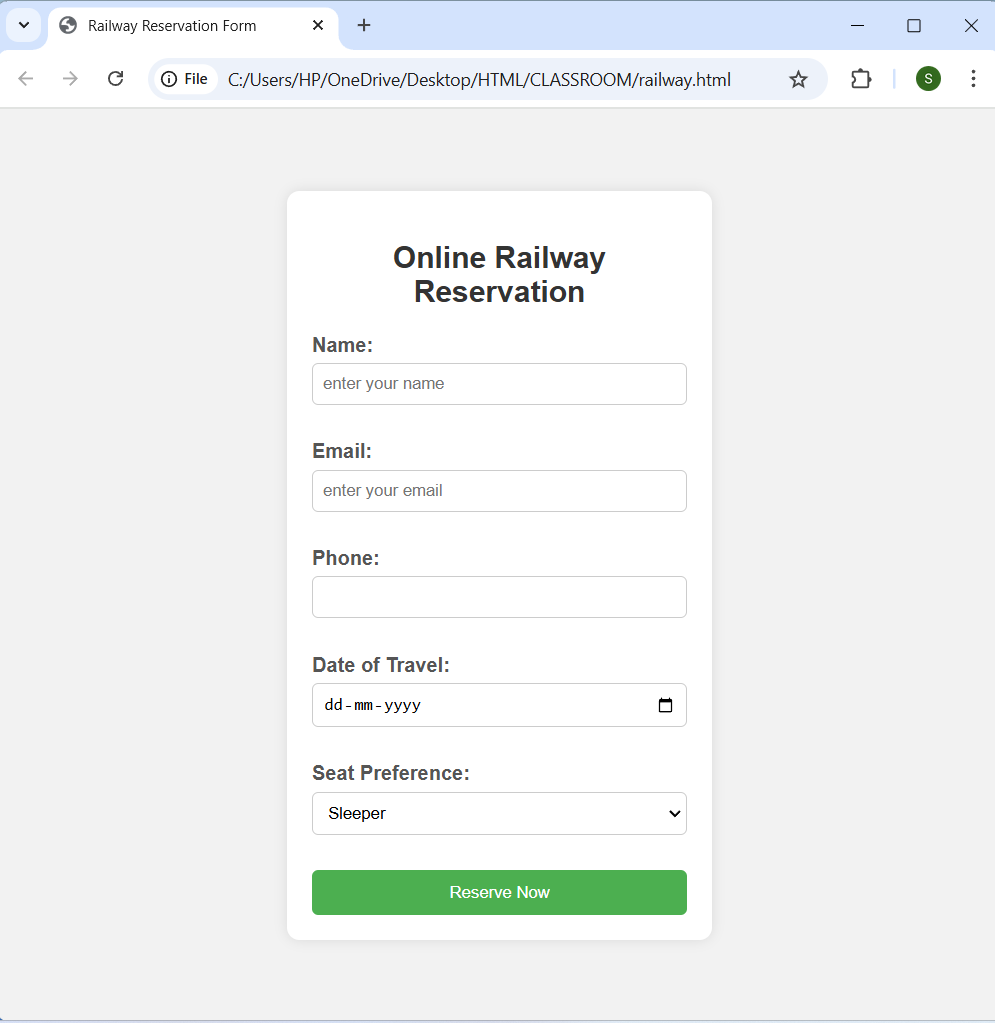 Railway Reservation Form
File C:/Users/HP/OneDrive/Desktop/HTML/CLASSROOM/railway.html S
Online Railway
Reservation
Name:
enter your name
Email:
enter your email
Phone:
Date of Travel:
dd-mm-yyyy
Seat Preference:
Sleeper
Reserve Now